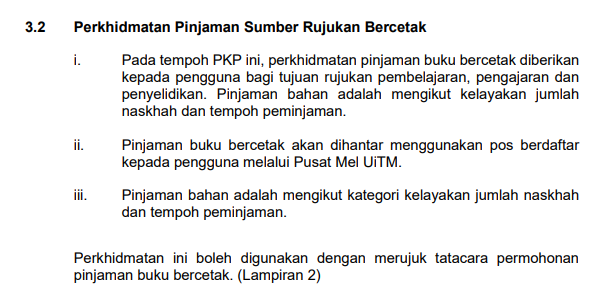 3.2 Perkhidmatan Pinjaman Sumber Rujukan Bercetak
i. Pada tempoh PKP ini, perkhidmatan pinjaman buku bercetak diberikan
kepada pengguna bagi tujuan rujukan pembelajaran, pengajaran dan
penyelidikan. Pinjaman bahan adalah mengikut kelayakan jumlah
naskhah dan tempoh peminjaman.
ii. Pinjaman buku bercetak akan dihantar menggunakan pos berdaftar
kepada pengguna melalui Pusat Mel UiTM.
iii. Pinjaman bahan adalah mengikut kategori kelayakan jumlah naskhah
dan tempoh peminjaman.
Perkhidmatan ini boleh digunakan dengan merujuk tatacara permohonan
pinjaman buku bercetak. (Lampiran 2)